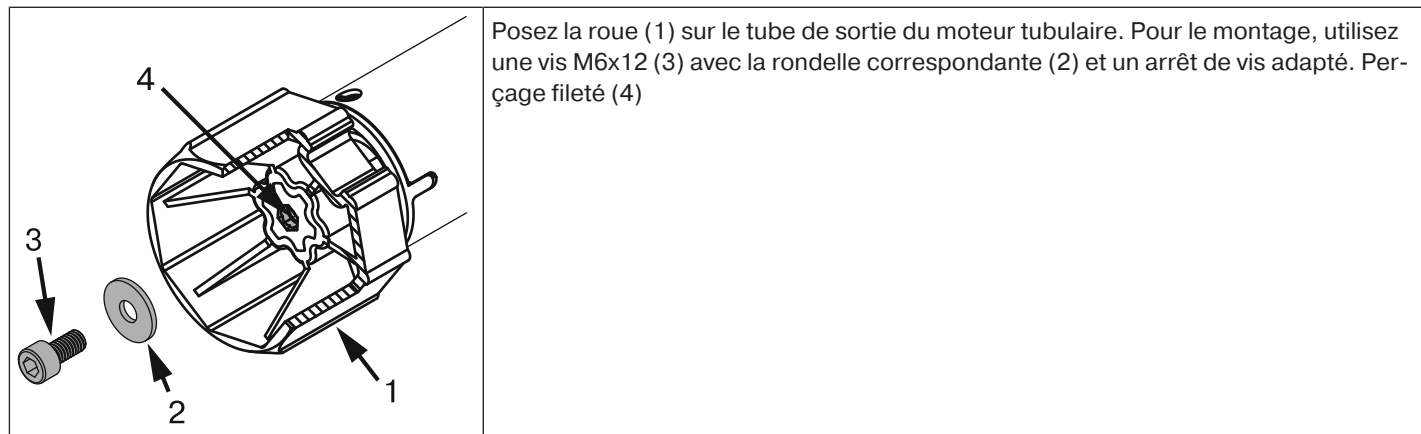 Posez la roue (1) sur le tube de sortie du moteur tubulaire. Pour le montage, utilisez
une vis M6x12 (3) avec la rondelle correspondante (2) et un arrêt de vis adapté. Per-
çage fileté (4)
4
3
2
1